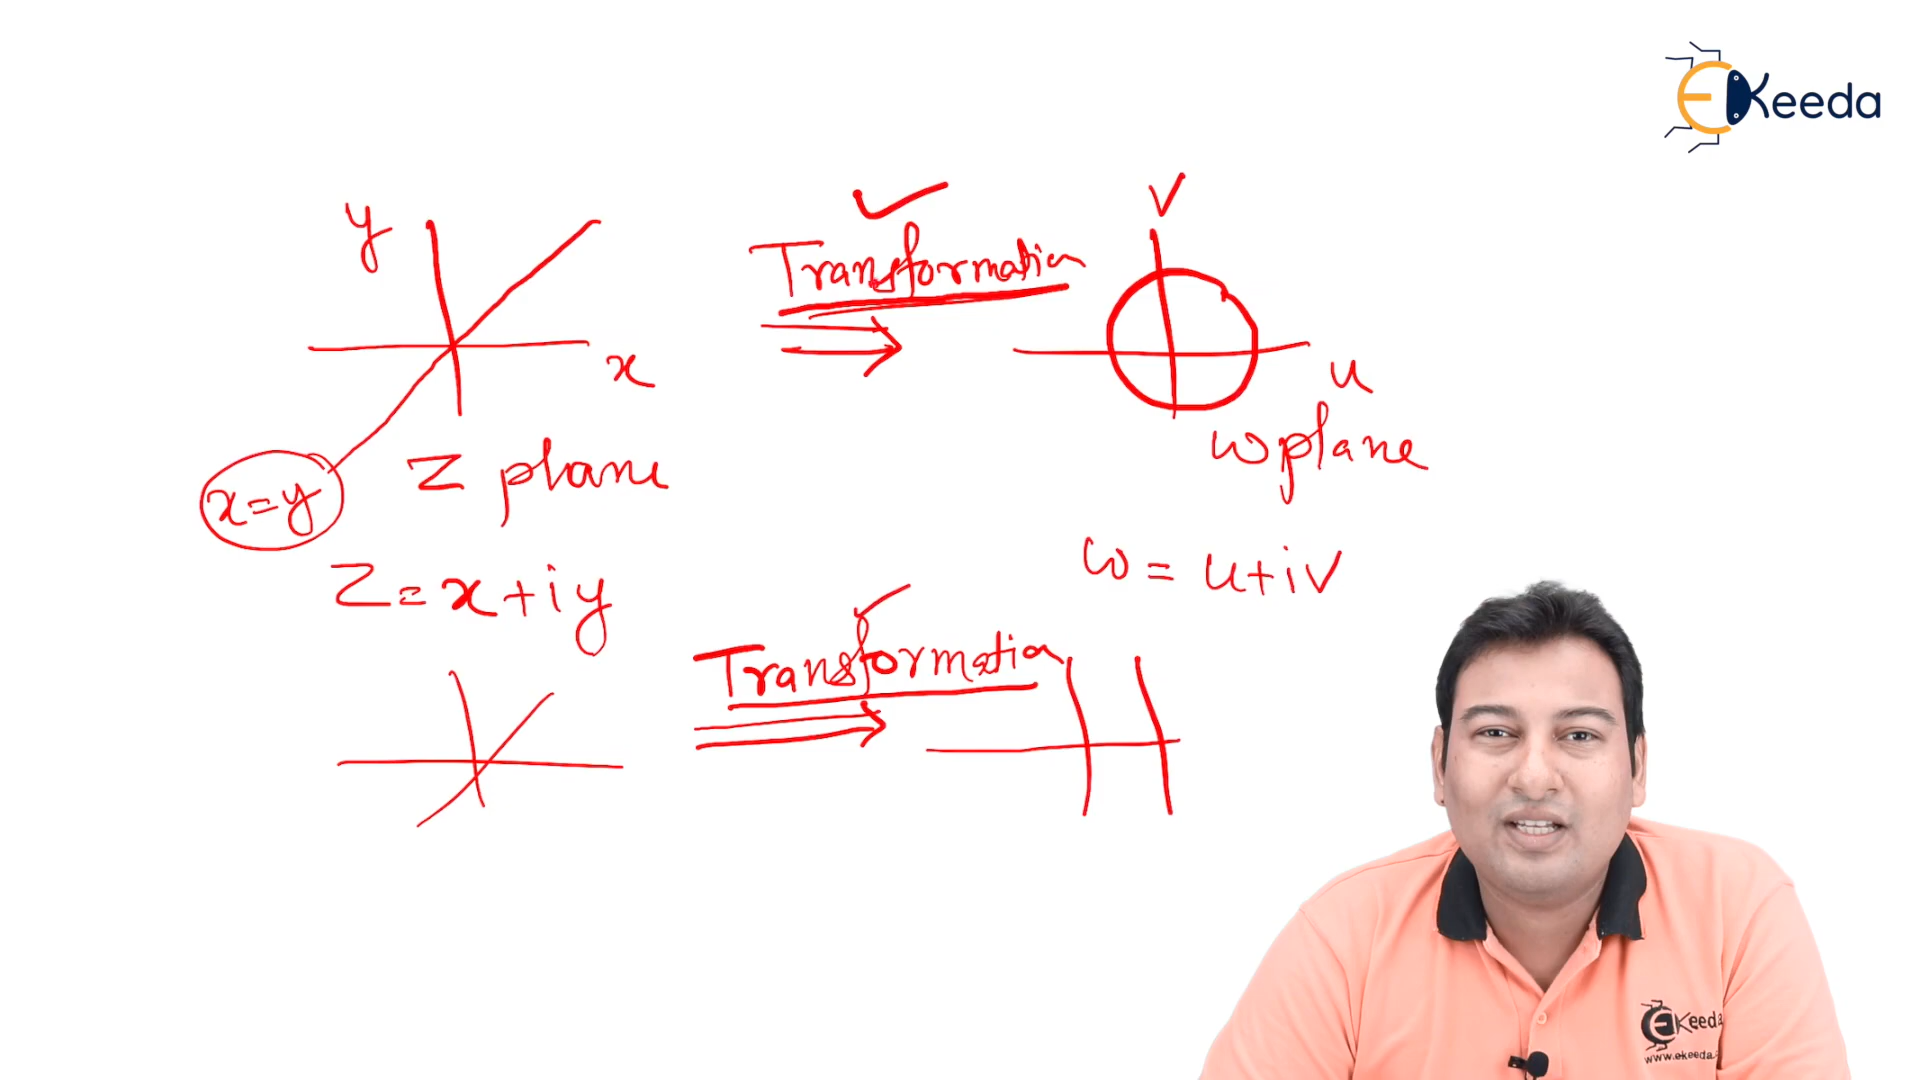 EKeeda
y
Transformation
V
x
u
Z plane
w plane
x=y
Z=x+iy
w=u+iv
Transformation
EKeeda
www.ekeeda.